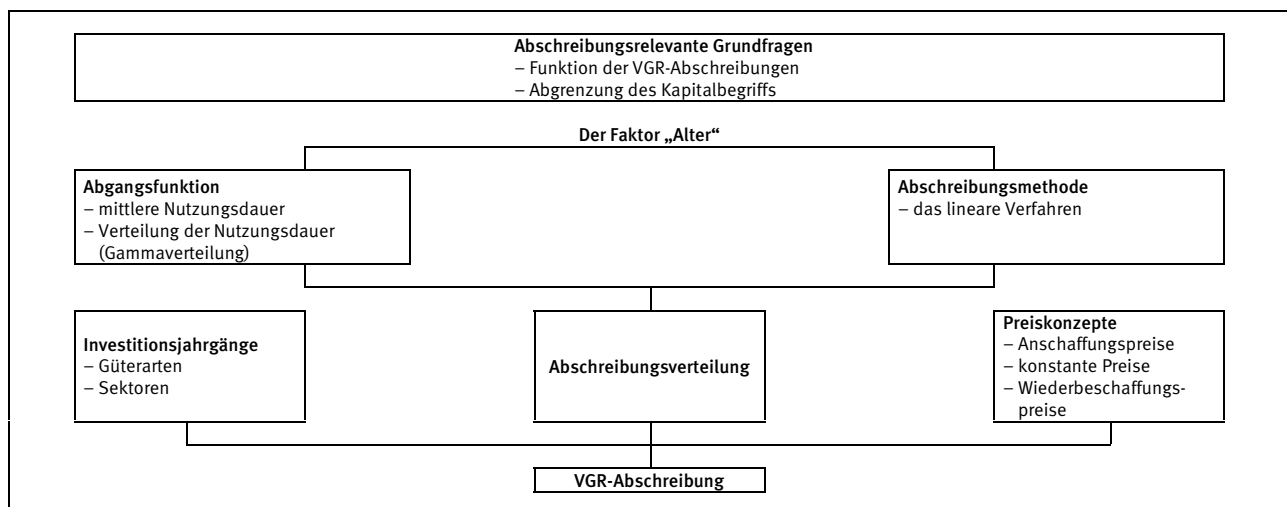 Abschreibungsrelevante Grundfragen
– Funktion der VGR-Abschreibungen
– Abgrenzung des Kapitalbegriffs
Der Faktor „Alter“
Abgangsfunktion
– mittlere Nutzungsdauer
– Verteilung der Nutzungsdauer
(Gammaverteilung)
Abschreibungsmethode
– das lineare Verfahren
Investitionsjahrgänge
– Güterarten
– Sektoren
Abschreibungsverteilung
Preiskonzepte
– Anschaffungspreise
– konstante Preise
– Wiederbeschaffungs-
preise
VGR-Abschreibung